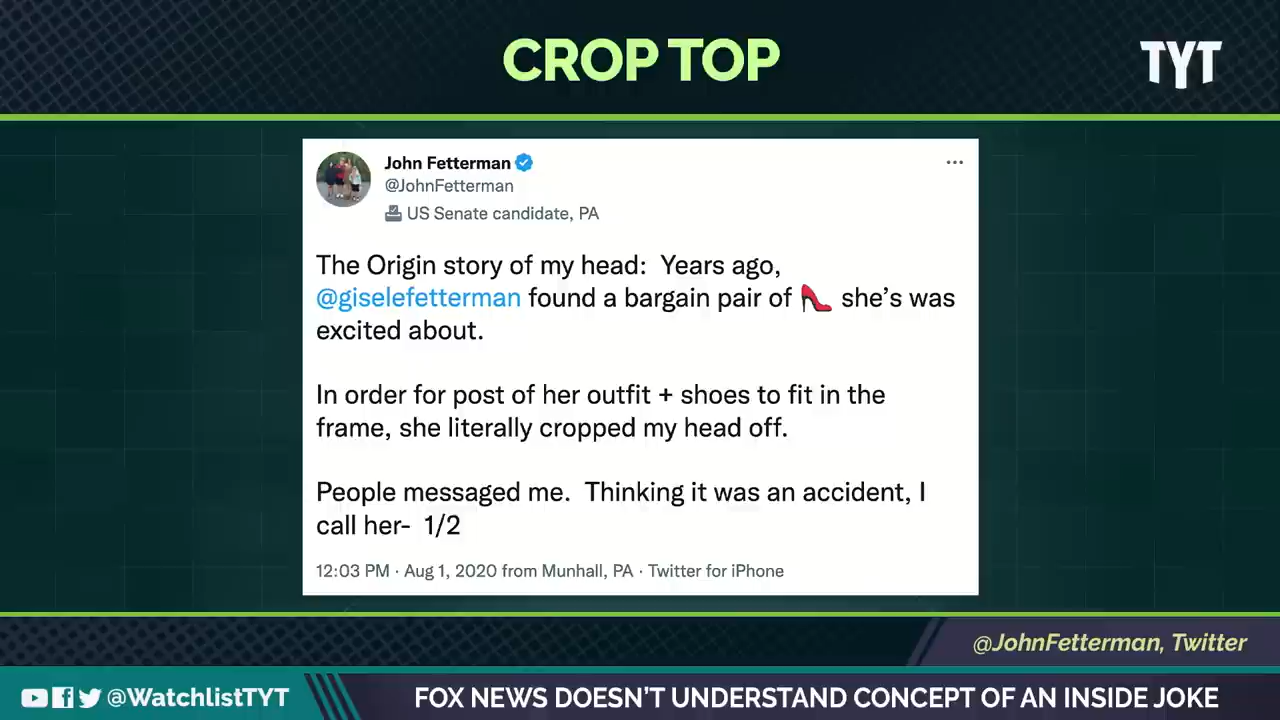 CROP TOP
TYT
John Fetterman
@JohnFetterman
US Senate candidate, PA
The Origin story of my head:  Years ago,
@giselefetterman found a bargain pair of 👠 she's was
excited about.
In order for post of her outfit + shoes to fit in the
frame, she literally cropped my head off.
People messaged me.  Thinking it was an accident, I
call her-  1/2
12:03 PM · Aug 1, 2020 from Munhall, PA · Twitter for iPhone
@JohnFetterman, Twitter
@WatchlistTYT
FOX NEWS DOESN'T UNDERSTAND CONCEPT OF AN INSIDE JOKE